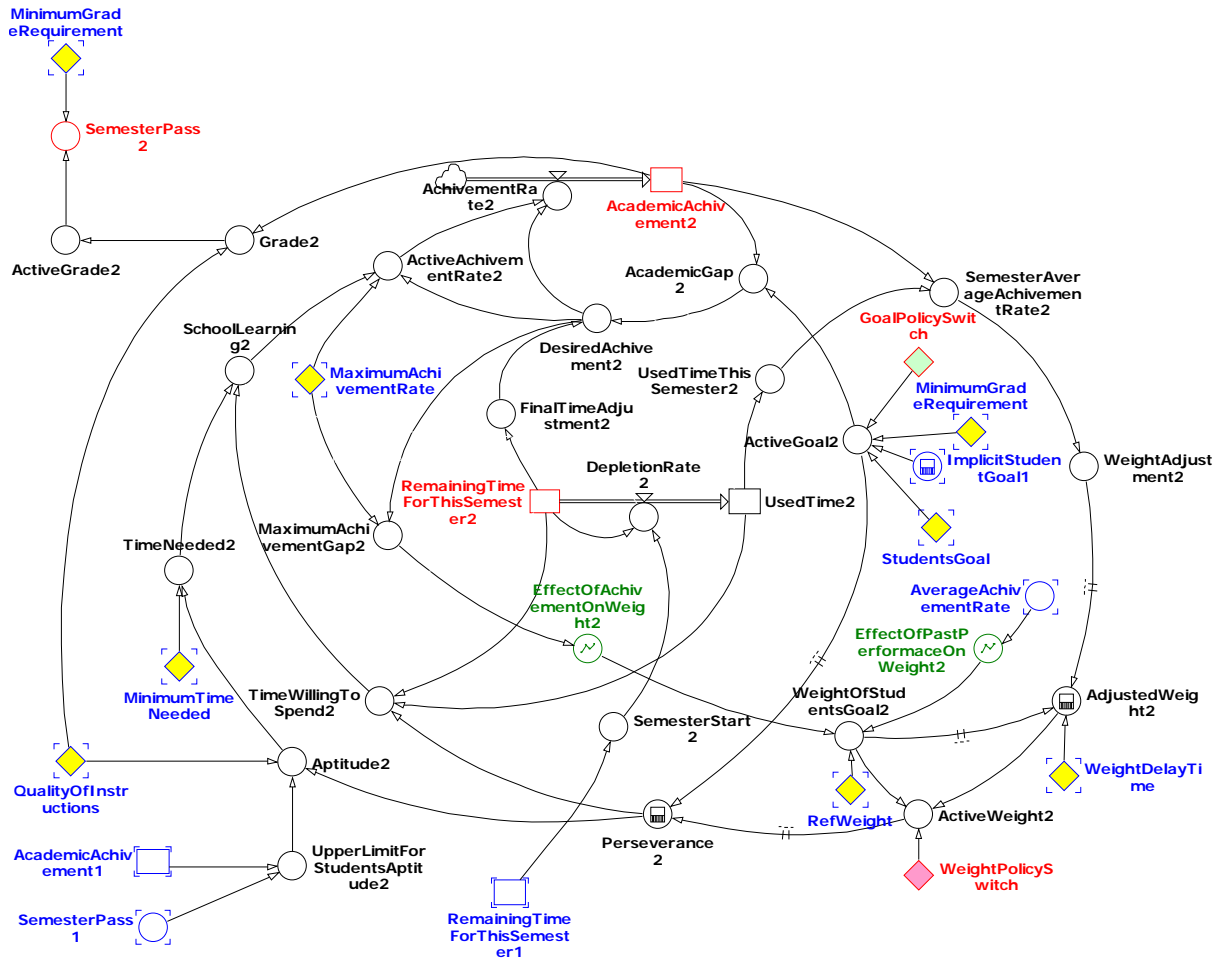 MinimumGrad
eRequirement
SemesterPass
2
AchivementRa
te2
AcademicAchiv
ement2
ActiveGrade2
Grade2
ActiveAchivem
entRate2
AcademicGap
2
SemesterAver
ageAchivemen
tRate2
SchoolLearnin
g2
GoalPolicySwit
ch
DesiredAchive
ment2
MaximumAchi
vementRate
UsedTimeThis
Semester2
MinimumGrad
eRequirement
FinalTimeAdju
stment2
ActiveGoal2
ImplicitStuden
tGoal1
WeightAdjust
ment2
DepletionRate
2
RemainingTime
ForThisSemest
er2
UsedTime2
MaximumAchi
vementGap2
TimeNeeded2
StudentsGoal
EffectOfAchiv
ementOnWeig
ht2
AverageAchiv
ementRate
EffectOfPastP
erformaceOn
Weight2
MinimumTime
Needed
TimeWillingTo
Spend2
WeightOfStud
entsGoal2
AdjustedWeig
ht2
SemesterStart
2
Aptitude2
QualityOfInstr
uctions
WeightDelayTi
me
RefWeight
ActiveWeight2
Perseverance
2
AcademicAchiv
ement1
UpperLimitFor
StudentsAptit
ude2
WeightPolicyS
witch
SemesterPass
1
RemainingTime
ForThisSemest
er1